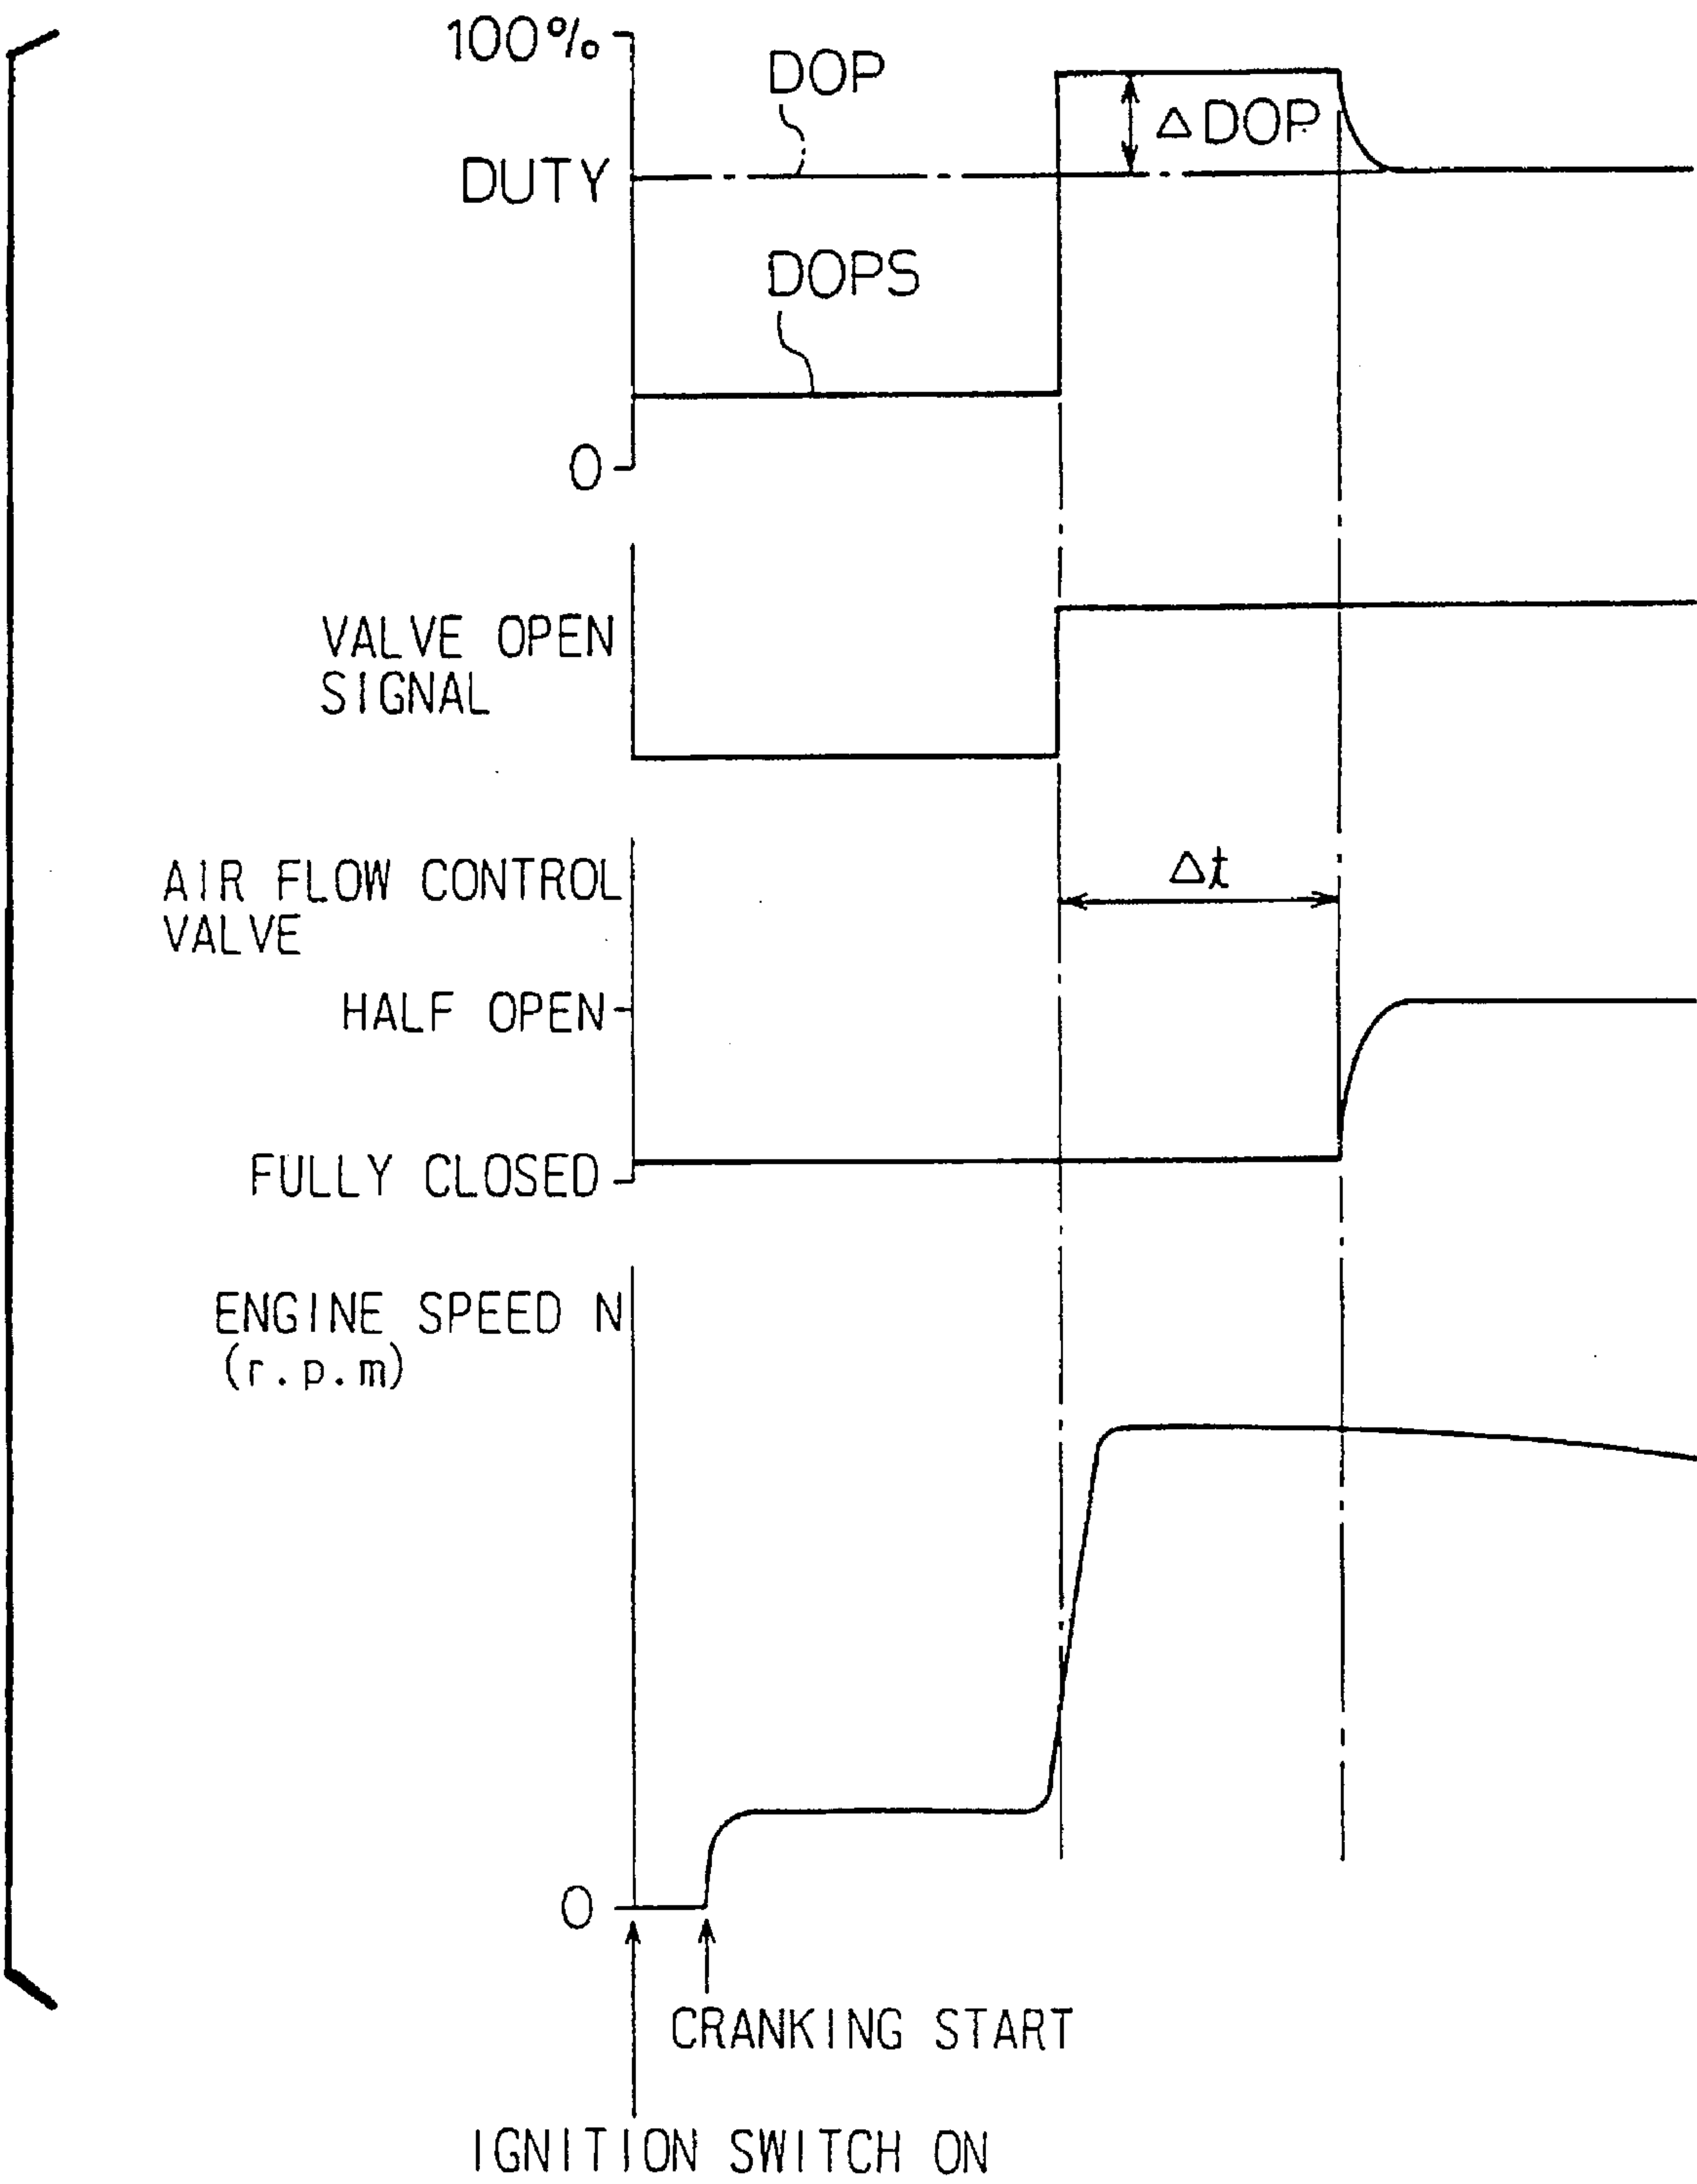 100%
DOP
ΔDOP
DUTY
DOPS
0
VALVE OPEN
SIGNAL
Δt
AIR FLOW CONTROL
VALVE
HALF OPEN
FULLY CLOSED
ENGINE SPEED N
(r.p.m)
0
CRANKING START
IGNITION SWITCH ON